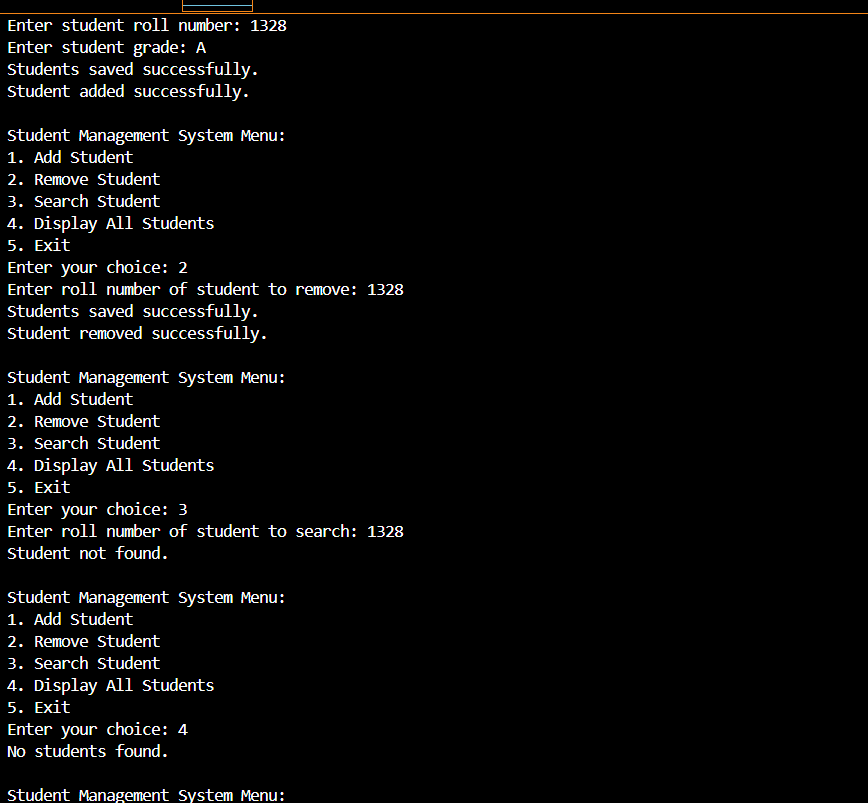 Enter student roll number: 1328
Enter student grade: A
Students saved successfully.
Student added successfully.

Student Management System Menu:
1. Add Student
2. Remove Student
3. Search Student
4. Display All Students
5. Exit
Enter your choice: 2
Enter roll number of student to remove: 1328
Students saved successfully.
Student removed successfully.

Student Management System Menu:
1. Add Student
2. Remove Student
3. Search Student
4. Display All Students
5. Exit
Enter your choice: 3
Enter roll number of student to search: 1328
Student not found.

Student Management System Menu:
1. Add Student
2. Remove Student
3. Search Student
4. Display All Students
5. Exit
Enter your choice: 4
No students found.

Student Management System Menu: